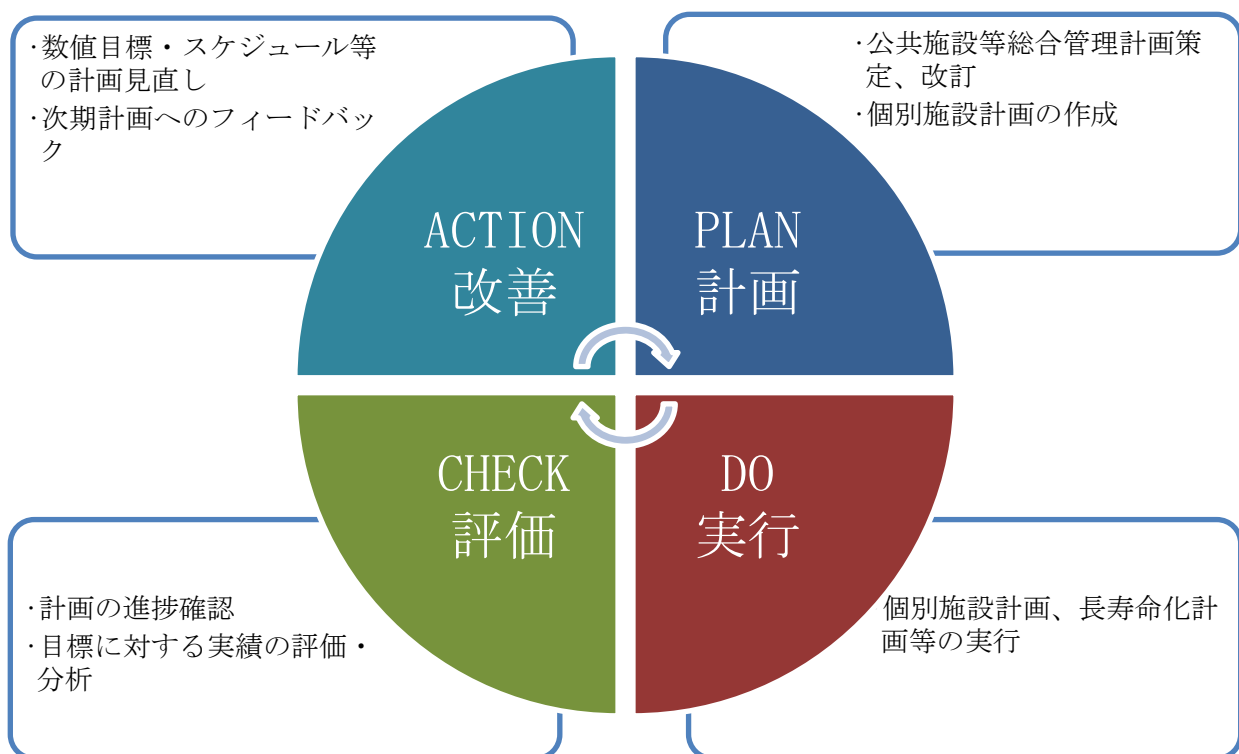 ·数値目標・スケジュール等
の計画見直し
·次期計画へのフィードバッ
ク
·公共施設等総合管理計画策
定、改訂
·個別施設計画の作成
ACTION
改善
PLAN
計画
CHECK
評価
DO
実行
·計画の進捗確認
·目標に対する実績の評価・
分析
個別施設計画、長寿命化計
画等の実行